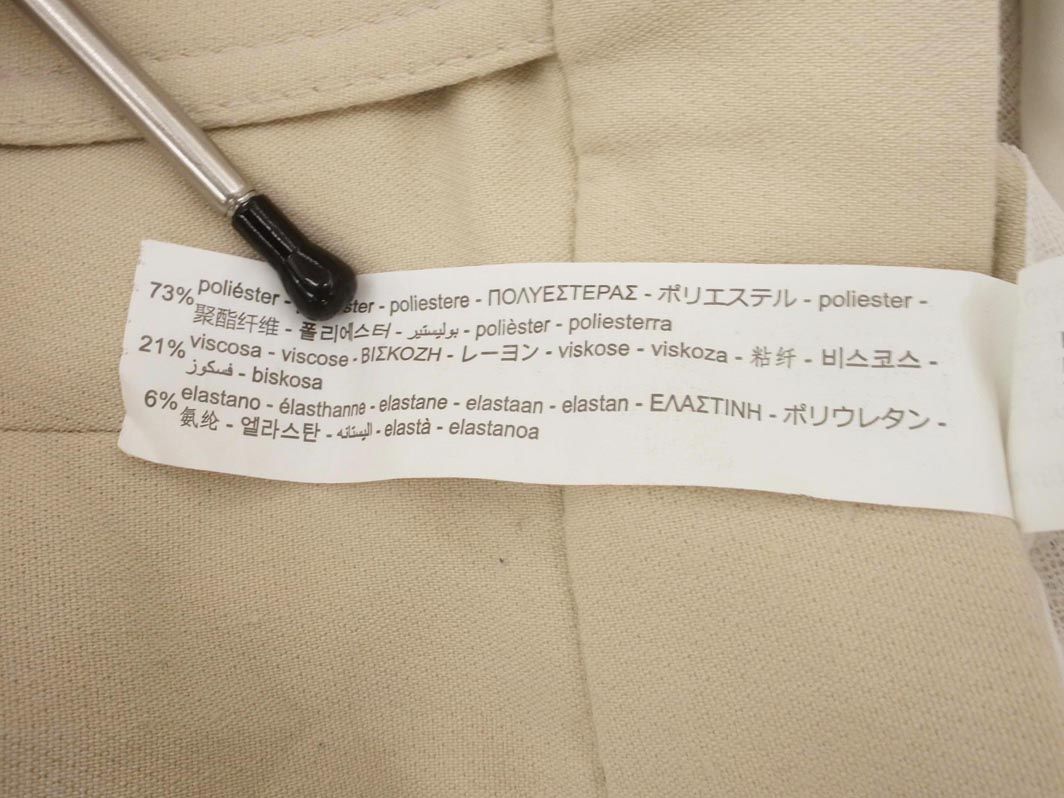 73% poliéster - - poliestere - ΠΟΛΥΕΣΤΕΡΑΣ - ポリエステル - poliester -
聚酯纤维 - 폴리에스터 - بوليستير - polièster - poliesterra
21% viscosa - viscose - ΒΙΣΚΟΖΗ - レーヨン - viskose - viskoza - 粘纤 - 비스코스 -
فسكوز - biskosa
6% elastano - élasthanne - elastane - elastaan - elastan - ΕΛΑΣΤΙΝΗ - ポリウレタン -
氨纶 - 엘라스탄 - اليستانه - elastà - elastanoa